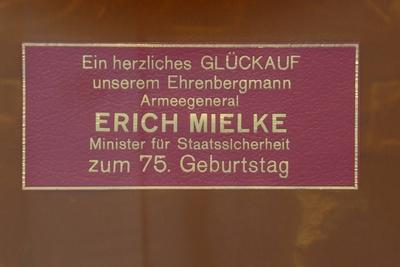 Ein herzliches GLÜCKAUF
unserem Ehrenbergmann
Armeegeneral
ERICH MIELKE
Minister für Staatssicherheit
zum 75. Geburtstag